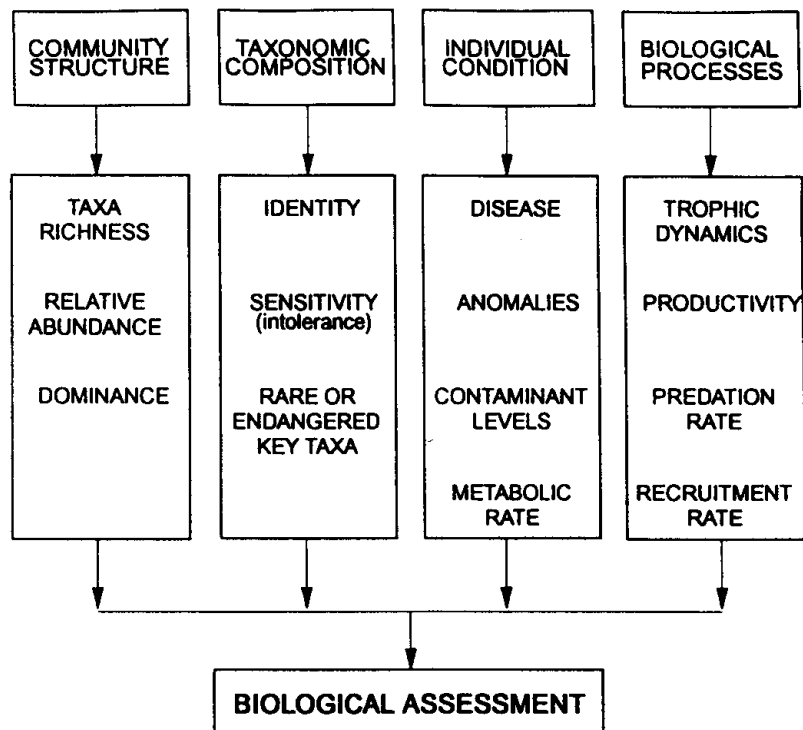 COMMUNITY
STRUCTURE
TAXONOMIC
COMPOSITION
INDIVIDUAL
CONDITION
BIOLOGICAL
PROCESSES
TAXA
RICHNESS
RELATIVE
ABUNDANCE
DOMINANCE
IDENTITY
SENSITIVITY
(intolerance)
RARE OR
ENDANGERED
KEY TAXA
DISEASE
ANOMALIES
CONTAMINANT
LEVELS
METABOLIC
RATE
TROPHIC
DYNAMICS
PRODUCTIVITY
PREDATION
RATE
RECRUITMENT
RATE
BIOLOGICAL ASSESSMENT